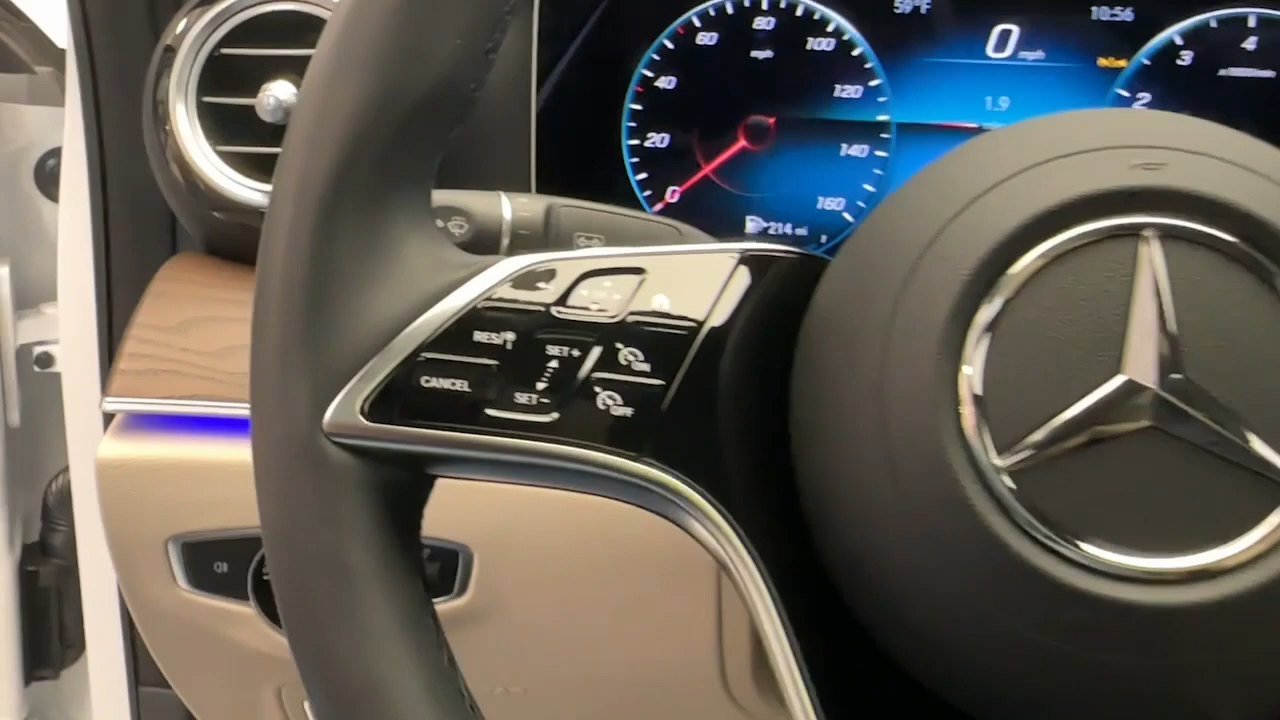 59°F
10:56
0 mph
1.9
0
20
40
60
80
100
120
140
160
mph
214 mi
2
3
4
RES/
CANCEL
SET+
SET−
ON
OFF